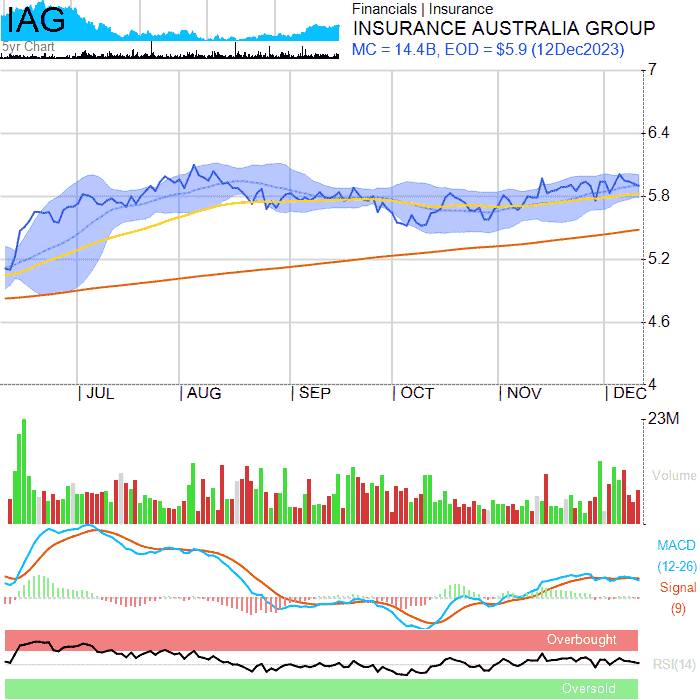 IAG
5yr Chart
Financials | Insurance
INSURANCE AUSTRALIA GROUP
MC = 14.4B, EOD = $5.9 (12Dec2023)
7
6.4
5.8
5.2
4.6
4
| JUL | AUG | SEP | OCT | NOV | DEC
23M
Volume
MACD
(12-26)
Signal
(9)
Overbought
RSI(14)
Oversold